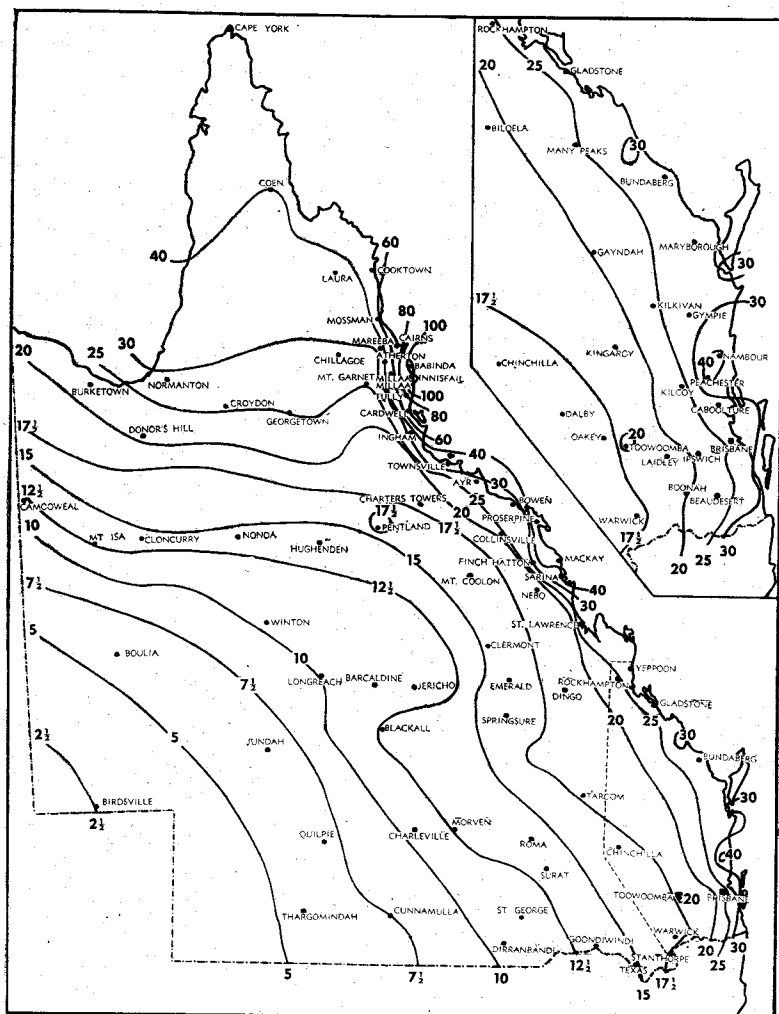 CAPE YORK
COEN
40
60
LAURA
COOKTOWN
MOSSMAN
80
100
MAREEBA
CAIRNS
ATHERTON
CHILLAGOE
BABINDA
MT. GARNET
MILLAA
MILLAA
INNISFAIL
TULLY
100
CARDWELL
80
INGHAM
60
TOWNSVILLE
40
AYR
30
25
BOWEN
20
25
30
BURKETOWN
NORMANTON
CROYDON
GEORGETOWN
DONOR'S HILL
17½
15
12½
CAMOOWEAL
10
MT ISA
CLONCURRY
NONDA
HUGHENDEN
CHARTERS TOWERS
17½
PENTLAND
17½
20
PROSERPINE
COLLINSVILLE
15
12½
MT. COOLON
FINCH HATTON
MACKAY
SARINA
40
NEBO
30
7½
5
WINTON
BOULIA
10
LONGREACH
BARCALDINE
JERICHO
CLERMONT
ST. LAWRENCE
YEPPOON
EMERALD
DINGO
ROCKHAMPTON
20
25
GLADSTONE
7½
SPRINGSURE
BLACKALL
30
BUNDABERG
2½
JUNDAH
5
BIRDSVILLE
2½
TAROOM
30
QUILPIE
CHARLEVILLE
MORVEN
ROMA
SURAT
CHINCHILLA
40
THARGOMINDAH
CUNNAMULLA
ST GEORGE
TOOWOOMBA
20
BRISBANE
DIRRANBANDI
GOONDIWINDI
WARWICK
STANTHORPE
TEXAS
5
7½
10
12½
15
17½
20
25
30
ROCKHAMPTON
20
25
GLADSTONE
BILOELA
MANY PEAKS
30
BUNDABERG
GAYNDAH
MARYBOROUGH
30
17½
KILKIVAN
GYMPIE
30
CHINCHILLA
KINGAROY
NAMBOUR
40
PEACHESTER
KILCOY
CABOOLTURE
DALBY
OAKEY
20
TOOWOOMBA
BRISBANE
LAIDLEY
IPSWICH
BOONAH
BEAUDESERT
WARWICK
17½
20
25
30